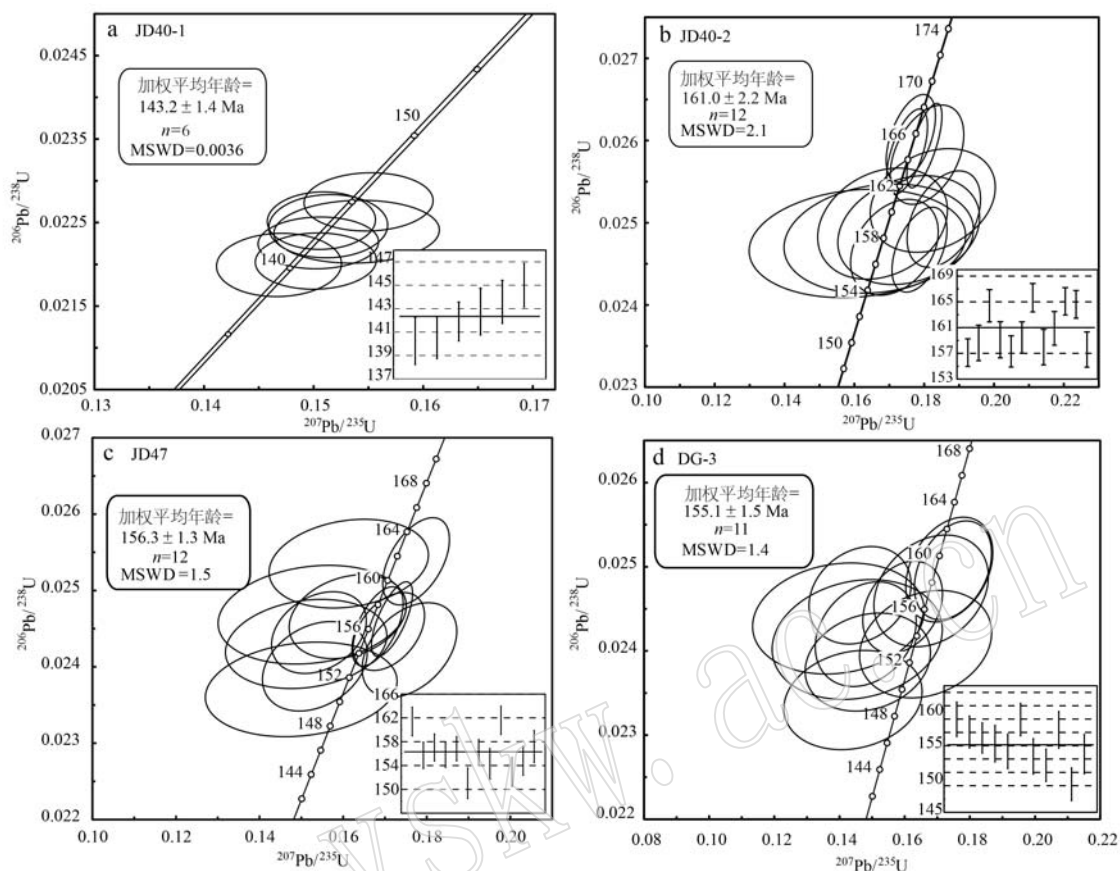 a JD40-1
加权平均年龄=
143.2 ± 1.4 Ma
n=6
MSWD=0.0036
150
140
147
145
143
141
139
137
0.0245
0.0235
0.0225
0.0215
0.0205
²⁰⁶Pb/²³⁸U
0.13 0.14 0.15 0.16 0.17
²⁰⁷Pb/²³⁵U
b JD40-2
加权平均年龄=
161.0 ± 2.2 Ma
n=12
MSWD=2.1
174
170
166
162
158
154
150
169
165
161
157
153
0.027
0.026
0.025
0.024
0.023
²⁰⁶Pb/²³⁸U
0.10 0.12 0.14 0.16 0.18 0.20 0.22
²⁰⁷Pb/²³⁵U
c JD47
加权平均年龄=
156.3 ± 1.3 Ma
n=12
MSWD=1.5
168
164
160
156
152
148
144
166
162
158
154
150
0.027
0.026
0.025
0.024
0.023
0.022
²⁰⁶Pb/²³⁸U
0.10 0.12 0.14 0.16 0.18 0.20
²⁰⁷Pb/²³⁵U
d DG-3
加权平均年龄=
155.1 ± 1.5 Ma
n=11
MSWD=1.4
168
164
160
156
152
148
144
160
155
150
145
0.026
0.025
0.024
0.023
0.022
²⁰⁶Pb/²³⁸U
0.08 0.10 0.12 0.14 0.16 0.18 0.20 0.22
²⁰⁷Pb/²³⁵U
yskw.ac.cn